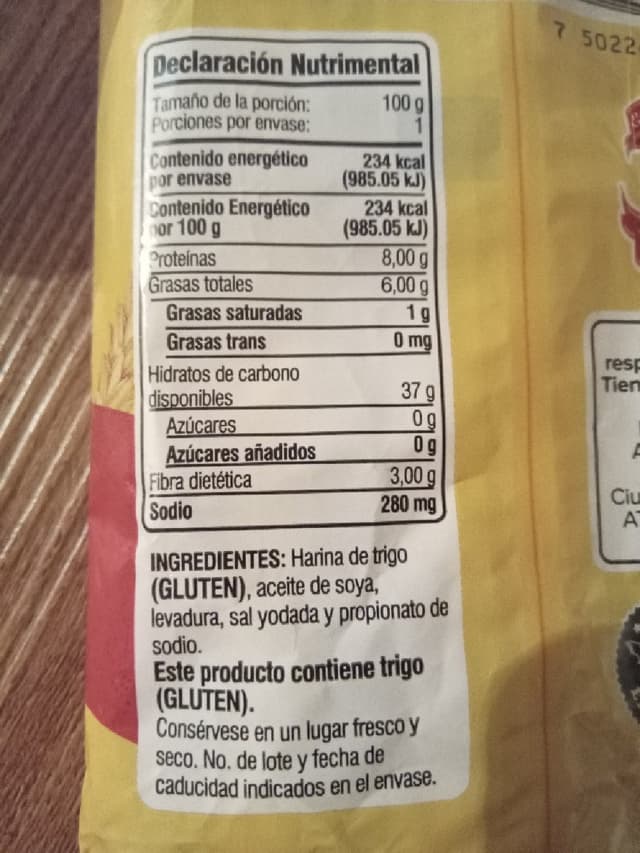 7 5022
Declaración Nutrimental
Tamaño de la porción: 100 g
Porciones por envase: 1
Contenido energético 234 kcal
por envase (985.05 kJ)
Contenido Energético 234 kcal
por 100 g (985.05 kJ)
Proteínas 8,00 g
Grasas totales 6,00 g
Grasas saturadas 1 g
Grasas trans 0 mg
Hidratos de carbono
disponibles 37 g
Azúcares 0 g
Azúcares añadidos 0 g
Fibra dietética 3,00 g
Sodio 280 mg
INGREDIENTES: Harina de trigo
(GLUTEN), aceite de soya,
levadura, sal yodada y propionato de
sodio.
Este producto contiene trigo
(GLUTEN).
Consérvese en un lugar fresco y
seco. No. de lote y fecha de
caducidad indicados en el envase.
resp
Tien
Ciu